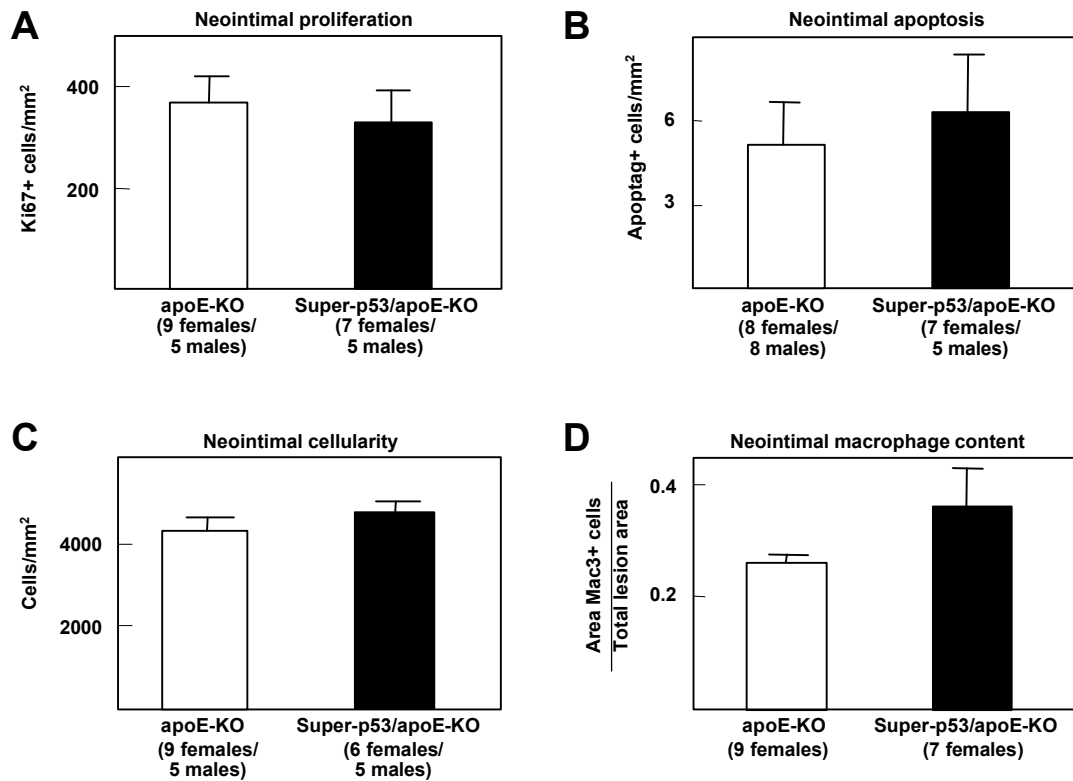 A
Neointimal proliferation
Ki67+ cells/mm²
400
200
apoE-KO
(9 females/
5 males)
Super-p53/apoE-KO
(7 females/
5 males)
B
Neointimal apoptosis
Apoptag+ cells/mm²
6
3
apoE-KO
(8 females/
8 males)
Super-p53/apoE-KO
(7 females/
5 males)
C
Neointimal cellularity
Cells/mm²
4000
2000
apoE-KO
(9 females/
5 males)
Super-p53/apoE-KO
(6 females/
5 males)
D
Neointimal macrophage content
Area Mac3+ cells
Total lesion area
0.4
0.2
apoE-KO
(9 females)
Super-p53/apoE-KO
(7 females)